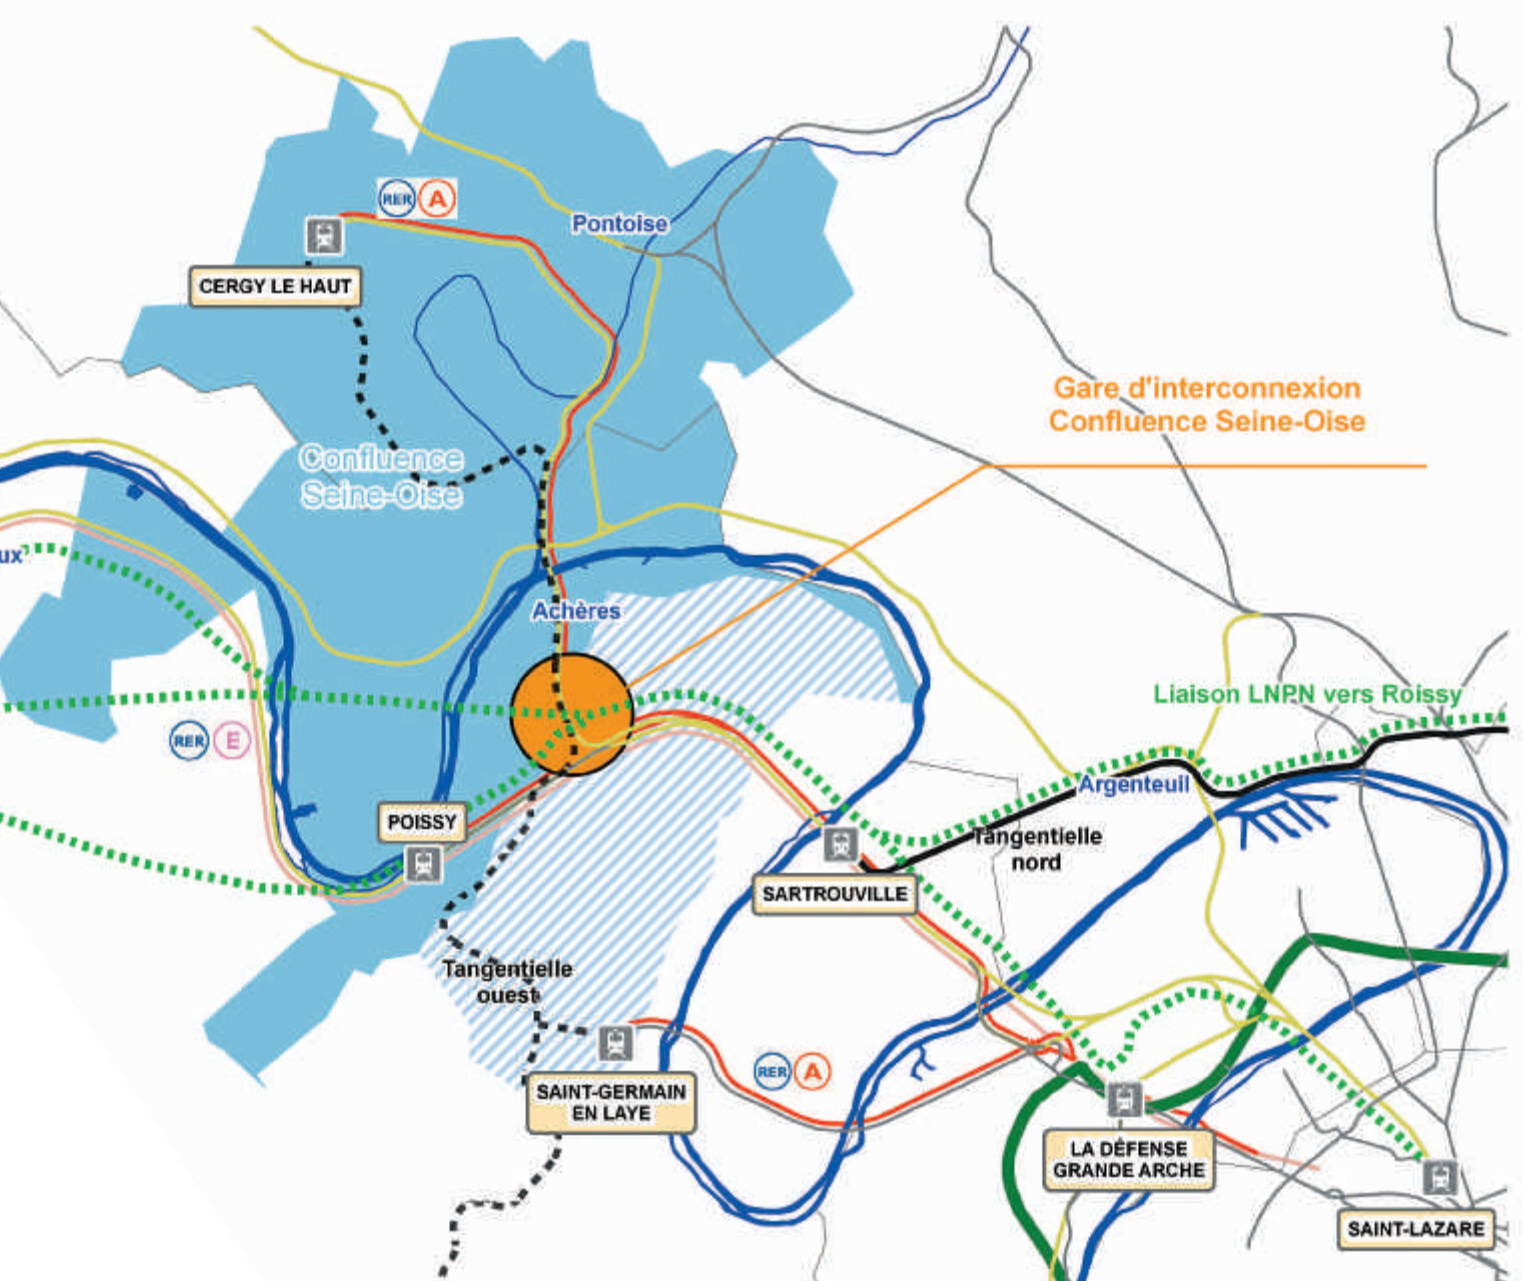 RER A
Pontoise
CERGY LE HAUT
Gare d'interconnexion
Confluence Seine-Oise
Confluence
Seine-Oise
ux
Achères
Liaison LNPN vers Roissy
RER E
Argenteuil
POISSY
Tangentielle
nord
SARTROUVILLE
Tangentielle
ouest
RER A
SAINT-GERMAIN
EN LAYE
LA DÉFENSE
GRANDE ARCHE
SAINT-LAZARE